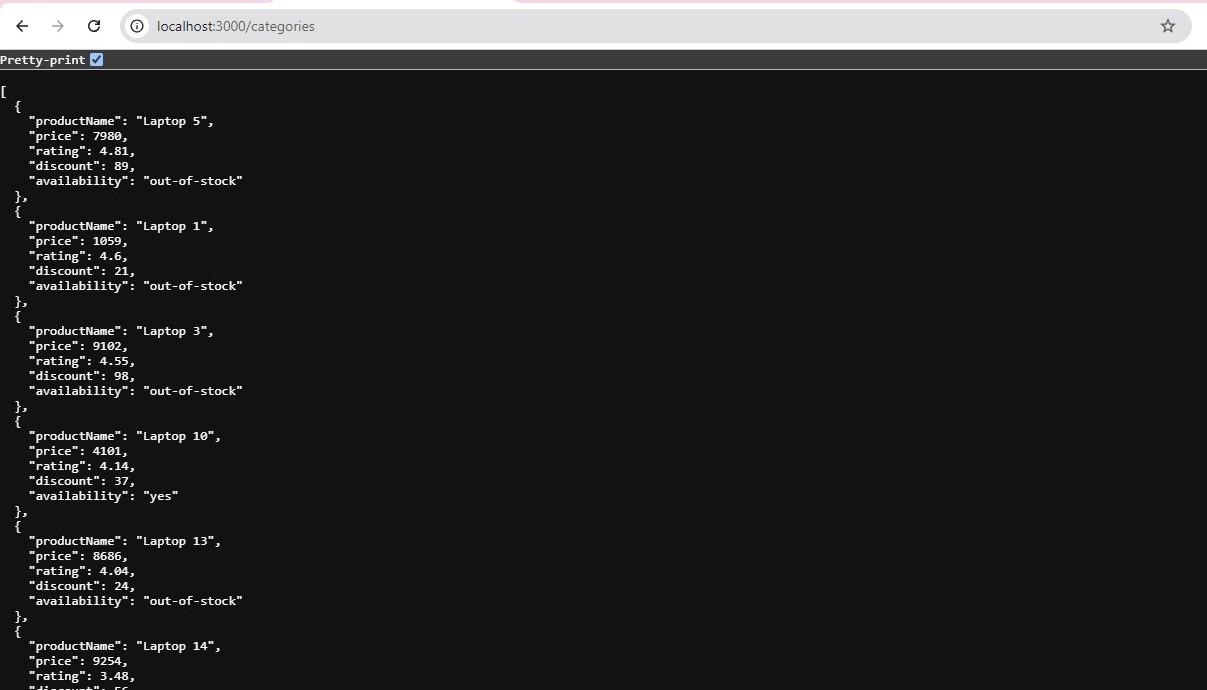 localhost:3000/categories
Pretty-print
[
  {
    "productName": "Laptop 5",
    "price": 7980,
    "rating": 4.81,
    "discount": 89,
    "availability": "out-of-stock"
  },
  {
    "productName": "Laptop 1",
    "price": 1059,
    "rating": 4.6,
    "discount": 21,
    "availability": "out-of-stock"
  },
  {
    "productName": "Laptop 3",
    "price": 9102,
    "rating": 4.55,
    "discount": 98,
    "availability": "out-of-stock"
  },
  {
    "productName": "Laptop 10",
    "price": 4101,
    "rating": 4.14,
    "discount": 37,
    "availability": "yes"
  },
  {
    "productName": "Laptop 13",
    "price": 8686,
    "rating": 4.04,
    "discount": 24,
    "availability": "out-of-stock"
  },
  {
    "productName": "Laptop 14",
    "price": 9254,
    "rating": 3.48,
    "discount": 56